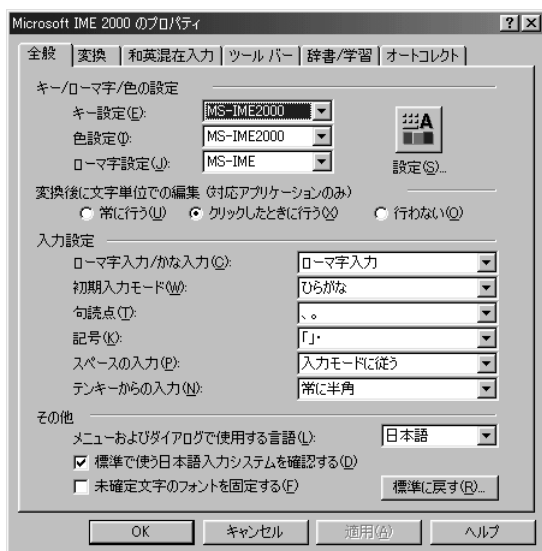 Microsoft IME 2000 のプロパティ
全般 変換 和英混在入力 ツール バー 辞書/学習 オートコレクト
キー/ローマ字/色の設定
キー設定(E): MS-IME2000
色設定(I): MS-IME2000
ローマ字設定(J): MS-IME
設定(S)...
変換後に文字単位での編集 (対応アプリケーションのみ)
常に行う(U) クリックしたときに行う(X) 行わない(O)
入力設定
ローマ字入力/かな入力(C): ローマ字入力
初期入力モード(W): ひらがな
句読点(T): 、。
記号(K): 「」・
スペースの入力(P): 入力モードに従う
テンキーからの入力(N): 常に半角
その他
メニューおよびダイアログで使用する言語(L): 日本語
標準で使う日本語入力システムを確認する(D)
未確定文字のフォントを固定する(F) 標準に戻す(R)...
OK キャンセル 適用(A) ヘルプ